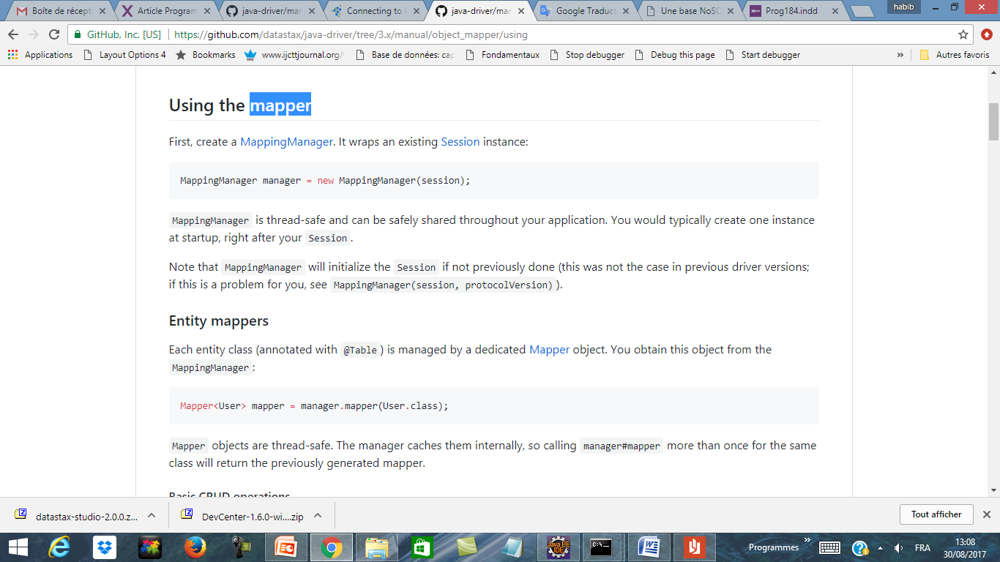 Boîte de récept
Article Program
java-driver/man
Connecting to C
java-driver/man
Google Traduct
Une base NoSQ
Prog184.indd
habib
GitHub, Inc. [US]
https://github.com/datastax/java-driver/tree/3.x/manual/object_mapper/using
Applications
Layout Options 4
Bookmarks
www.ijcttjournal.org/
Base de données: cap
Fondamentaux
Stop debugger
Debug this page
Start debugger
»
Autres favoris
Using the mapper
First, create a MappingManager. It wraps an existing Session instance:
MappingManager manager = new MappingManager(session);
MappingManager is thread-safe and can be safely shared throughout your application. You would typically create one instance
at startup, right after your Session.
Note that MappingManager will initialize the Session if not previously done (this was not the case in previous driver versions;
if this is a problem for you, see MappingManager(session, protocolVersion)).
Entity mappers
Each entity class (annotated with @Table) is managed by a dedicated Mapper object. You obtain this object from the
MappingManager:
Mapper<User> mapper = manager.mapper(User.class);
Mapper objects are thread-safe. The manager caches them internally, so calling manager#mapper more than once for the same
class will return the previously generated mapper.
Basic CRUD operations
datastax-studio-2.0.0.z...
DevCenter-1.6.0-wi....zip
Tout afficher
Java EE
IDE
C:\_
Programmes
»
FRA
13:08
30/08/2017